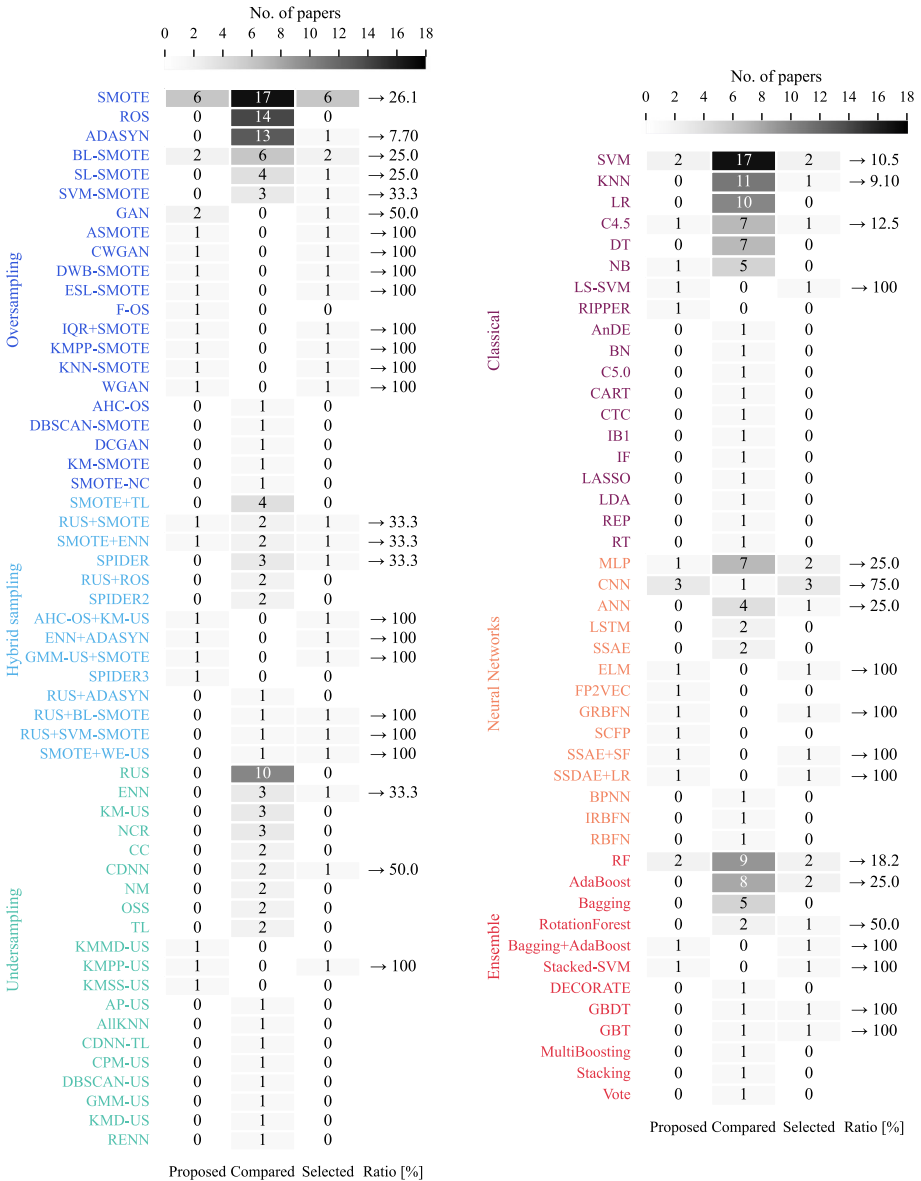 No. of papers
0 2 4 6 8 10 12 14 16 18
Oversampling
SMOTE 6 17 6 → 26.1
ROS 0 14 0
ADASYN 0 13 1 → 7.70
BL-SMOTE 2 6 2 → 25.0
SL-SMOTE 0 4 1 → 25.0
SVM-SMOTE 0 3 1 → 33.3
GAN 2 0 1 → 50.0
ASMOTE 1 0 1 → 100
CWGAN 1 0 1 → 100
DWB-SMOTE 1 0 1 → 100
ESL-SMOTE 1 0 1 → 100
F-OS 1 0 0
IQR+SMOTE 1 0 1 → 100
KMPP-SMOTE 1 0 1 → 100
KNN-SMOTE 1 0 1 → 100
WGAN 1 0 1 → 100
AHC-OS 0 1 0
DBSCAN-SMOTE 0 1 0
DCGAN 0 1 0
KM-SMOTE 0 1 0
SMOTE-NC 0 1 0
Hybrid sampling
SMOTE+TL 0 4 0
RUS+SMOTE 1 2 1 → 33.3
SMOTE+ENN 1 2 1 → 33.3
SPIDER 0 3 1 → 33.3
RUS+ROS 0 2 0
SPIDER2 0 2 0
AHC-OS+KM-US 1 0 1 → 100
ENN+ADASYN 1 0 1 → 100
GMM-US+SMOTE 1 0 1 → 100
SPIDER3 1 0 0
RUS+ADASYN 0 1 0
RUS+BL-SMOTE 0 1 1 → 100
RUS+SVM-SMOTE 0 1 1 → 100
SMOTE+WE-US 0 1 1 → 100
Undersampling
RUS 0 10 0
ENN 0 3 1 → 33.3
KM-US 0 3 0
NCR 0 3 0
CC 0 2 0
CDNN 0 2 1 → 50.0
NM 0 2 0
OSS 0 2 0
TL 0 2 0
KMMD-US 1 0 0
KMPP-US 1 0 1 → 100
KMSS-US 1 0 0
AP-US 0 1 0
AllKNN 0 1 0
CDNN-TL 0 1 0
CPM-US 0 1 0
DBSCAN-US 0 1 0
GMM-US 0 1 0
KMD-US 0 1 0
RENN 0 1 0
Proposed Compared Selected Ratio [%]
No. of papers
0 2 4 6 8 10 12 14 16 18
Classical
SVM 2 17 2 → 10.5
KNN 0 11 1 → 9.10
LR 0 10 0
C4.5 1 7 1 → 12.5
DT 0 7 0
NB 1 5 0
LS-SVM 1 0 1 → 100
RIPPER 1 0 0
AnDE 0 1 0
BN 0 1 0
C5.0 0 1 0
CART 0 1 0
CTC 0 1 0
IB1 0 1 0
IF 0 1 0
LASSO 0 1 0
LDA 0 1 0
REP 0 1 0
RT 0 1 0
Neural Networks
MLP 1 7 2 → 25.0
CNN 3 1 3 → 75.0
ANN 0 4 1 → 25.0
LSTM 0 2 0
SSAE 0 2 0
ELM 1 0 1 → 100
FP2VEC 1 0 0
GRBFN 1 0 1 → 100
SCFP 1 0 0
SSAE+SF 1 0 1 → 100
SSDAE+LR 1 0 1 → 100
BPNN 0 1 0
IRBFN 0 1 0
RBFN 0 1 0
Ensemble
RF 2 9 2 → 18.2
AdaBoost 0 8 2 → 25.0
Bagging 0 5 0
RotationForest 0 2 1 → 50.0
Bagging+AdaBoost 1 0 1 → 100
Stacked-SVM 1 0 1 → 100
DECORATE 0 1 0
GBDT 0 1 1 → 100
GBT 0 1 1 → 100
MultiBoosting 0 1 0
Stacking 0 1 0
Vote 0 1 0
Proposed Compared Selected Ratio [%]